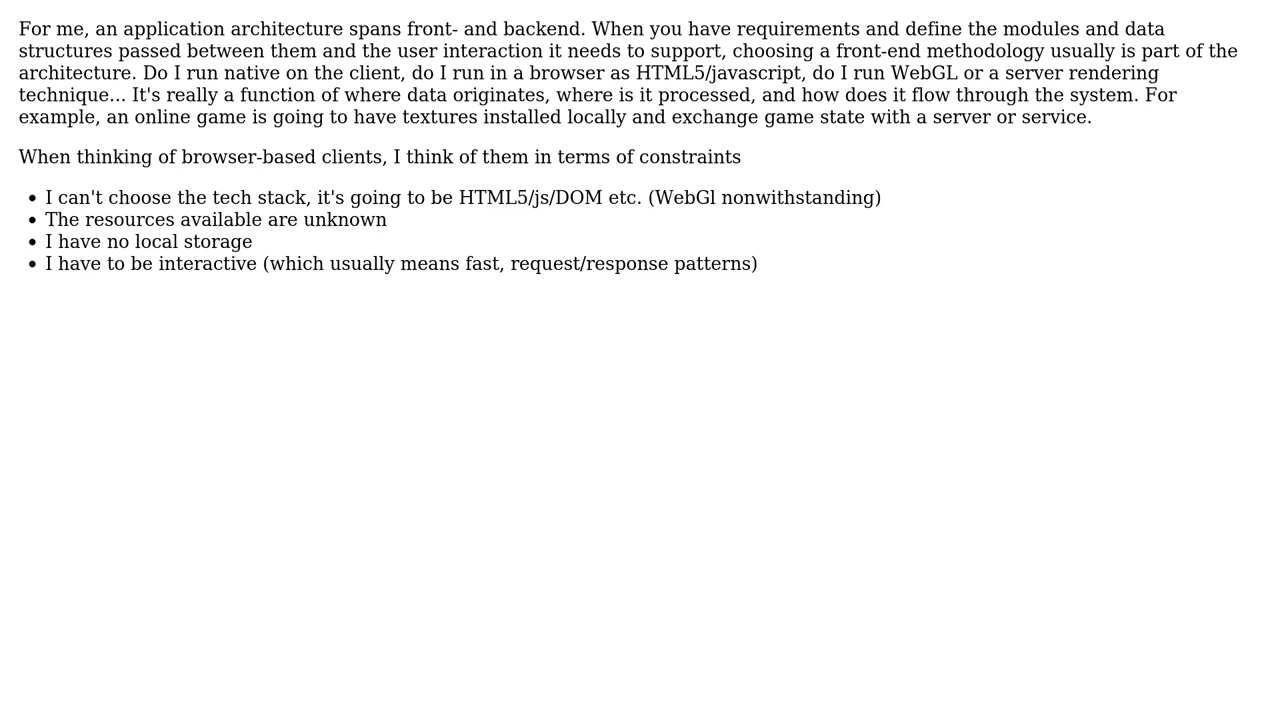 For me, an application architecture spans front- and backend. When you have requirements and define the modules and data
structures passed between them and the user interaction it needs to support, choosing a front-end methodology usually is part of the
architecture. Do I run native on the client, do I run in a browser as HTML5/javascript, do I run WebGL or a server rendering
technique... It's really a function of where data originates, where is it processed, and how does it flow through the system. For
example, an online game is going to have textures installed locally and exchange game state with a server or service.
When thinking of browser-based clients, I think of them in terms of constraints
• I can't choose the tech stack, it's going to be HTML5/js/DOM etc. (WebGl nonwithstanding)
• The resources available are unknown
• I have no local storage
• I have to be interactive (which usually means fast, request/response patterns)